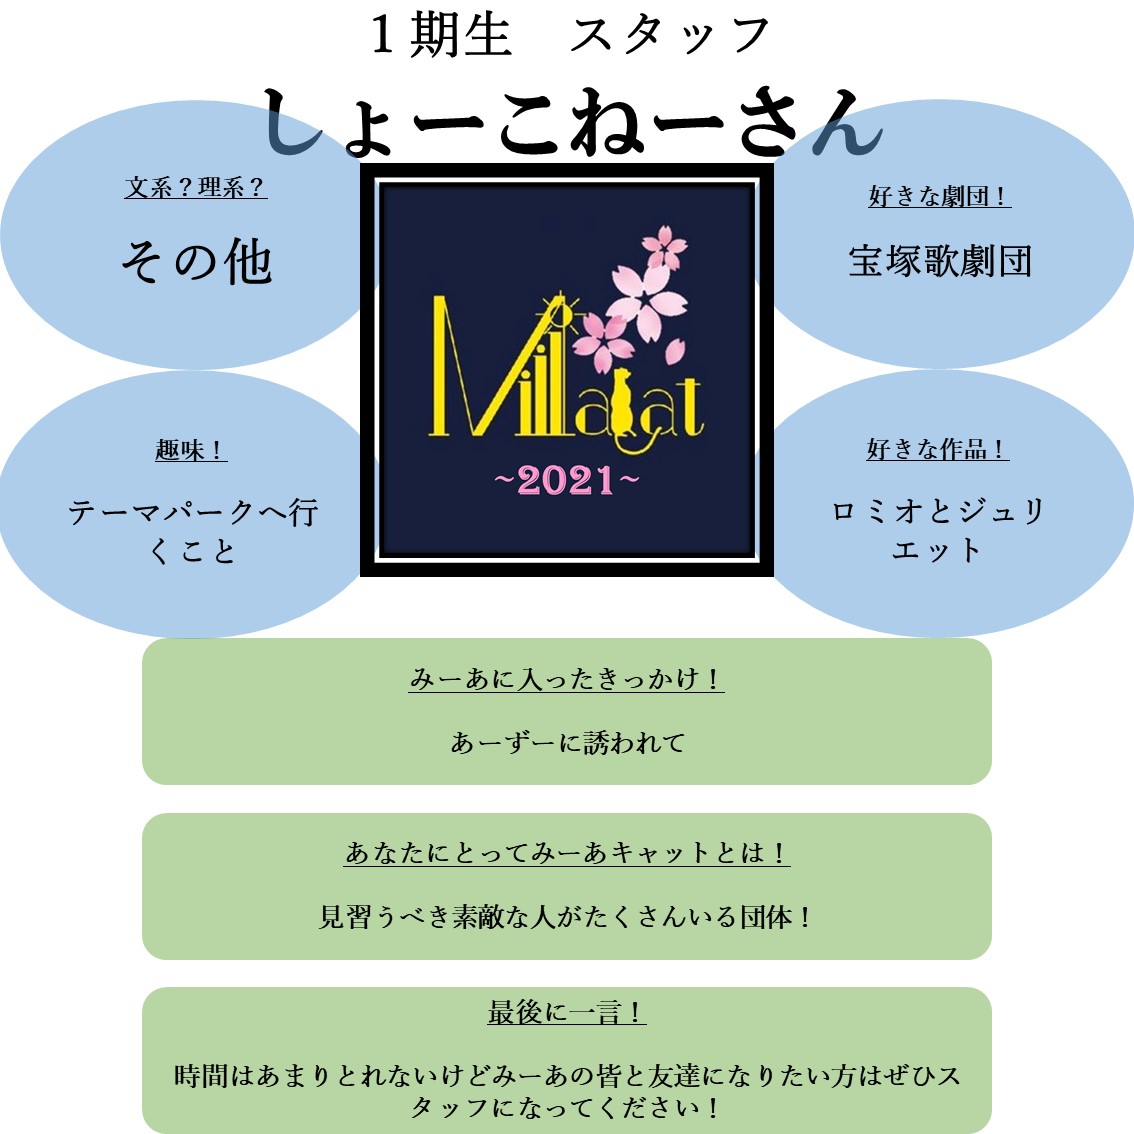 １期生　スタッフ
しょーこねーさん
文系？理系？
その他
好きな劇団！
宝塚歌劇団
MilliaCat
~2021~
趣味！
テーマパークへ行
くこと
好きな作品！
ロミオとジュリ
エット
みーあに入ったきっかけ！
あーずーに誘われて
あなたにとってみーあキャットとは！
見習うべき素敵な人がたくさんいる団体！
最後に一言！
時間はあまりとれないけどみーあの皆と友達になりたい方はぜひス
タッフになってください！